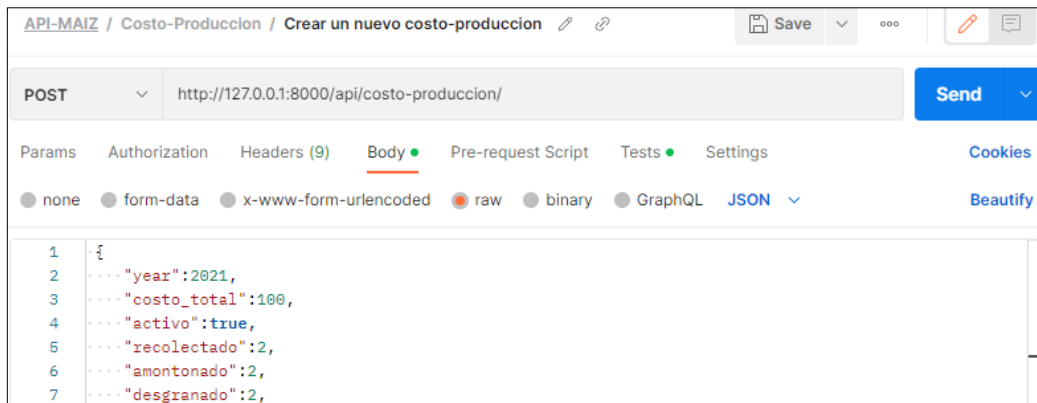 API-MAIZ / Costo-Produccion / Crear un nuevo costo-produccion Save ooo
POST http://127.0.0.1:8000/api/costo-produccion/ Send
Params Authorization Headers (9) Body Pre-request Script Tests Settings Cookies
none form-data x-www-form-urlencoded raw binary GraphQL JSON Beautify
1 {
2 "year":2021,
3 "costo_total":100,
4 "activo":true,
5 "recolectado":2,
6 "amontonado":2,
7 "desgranado":2,